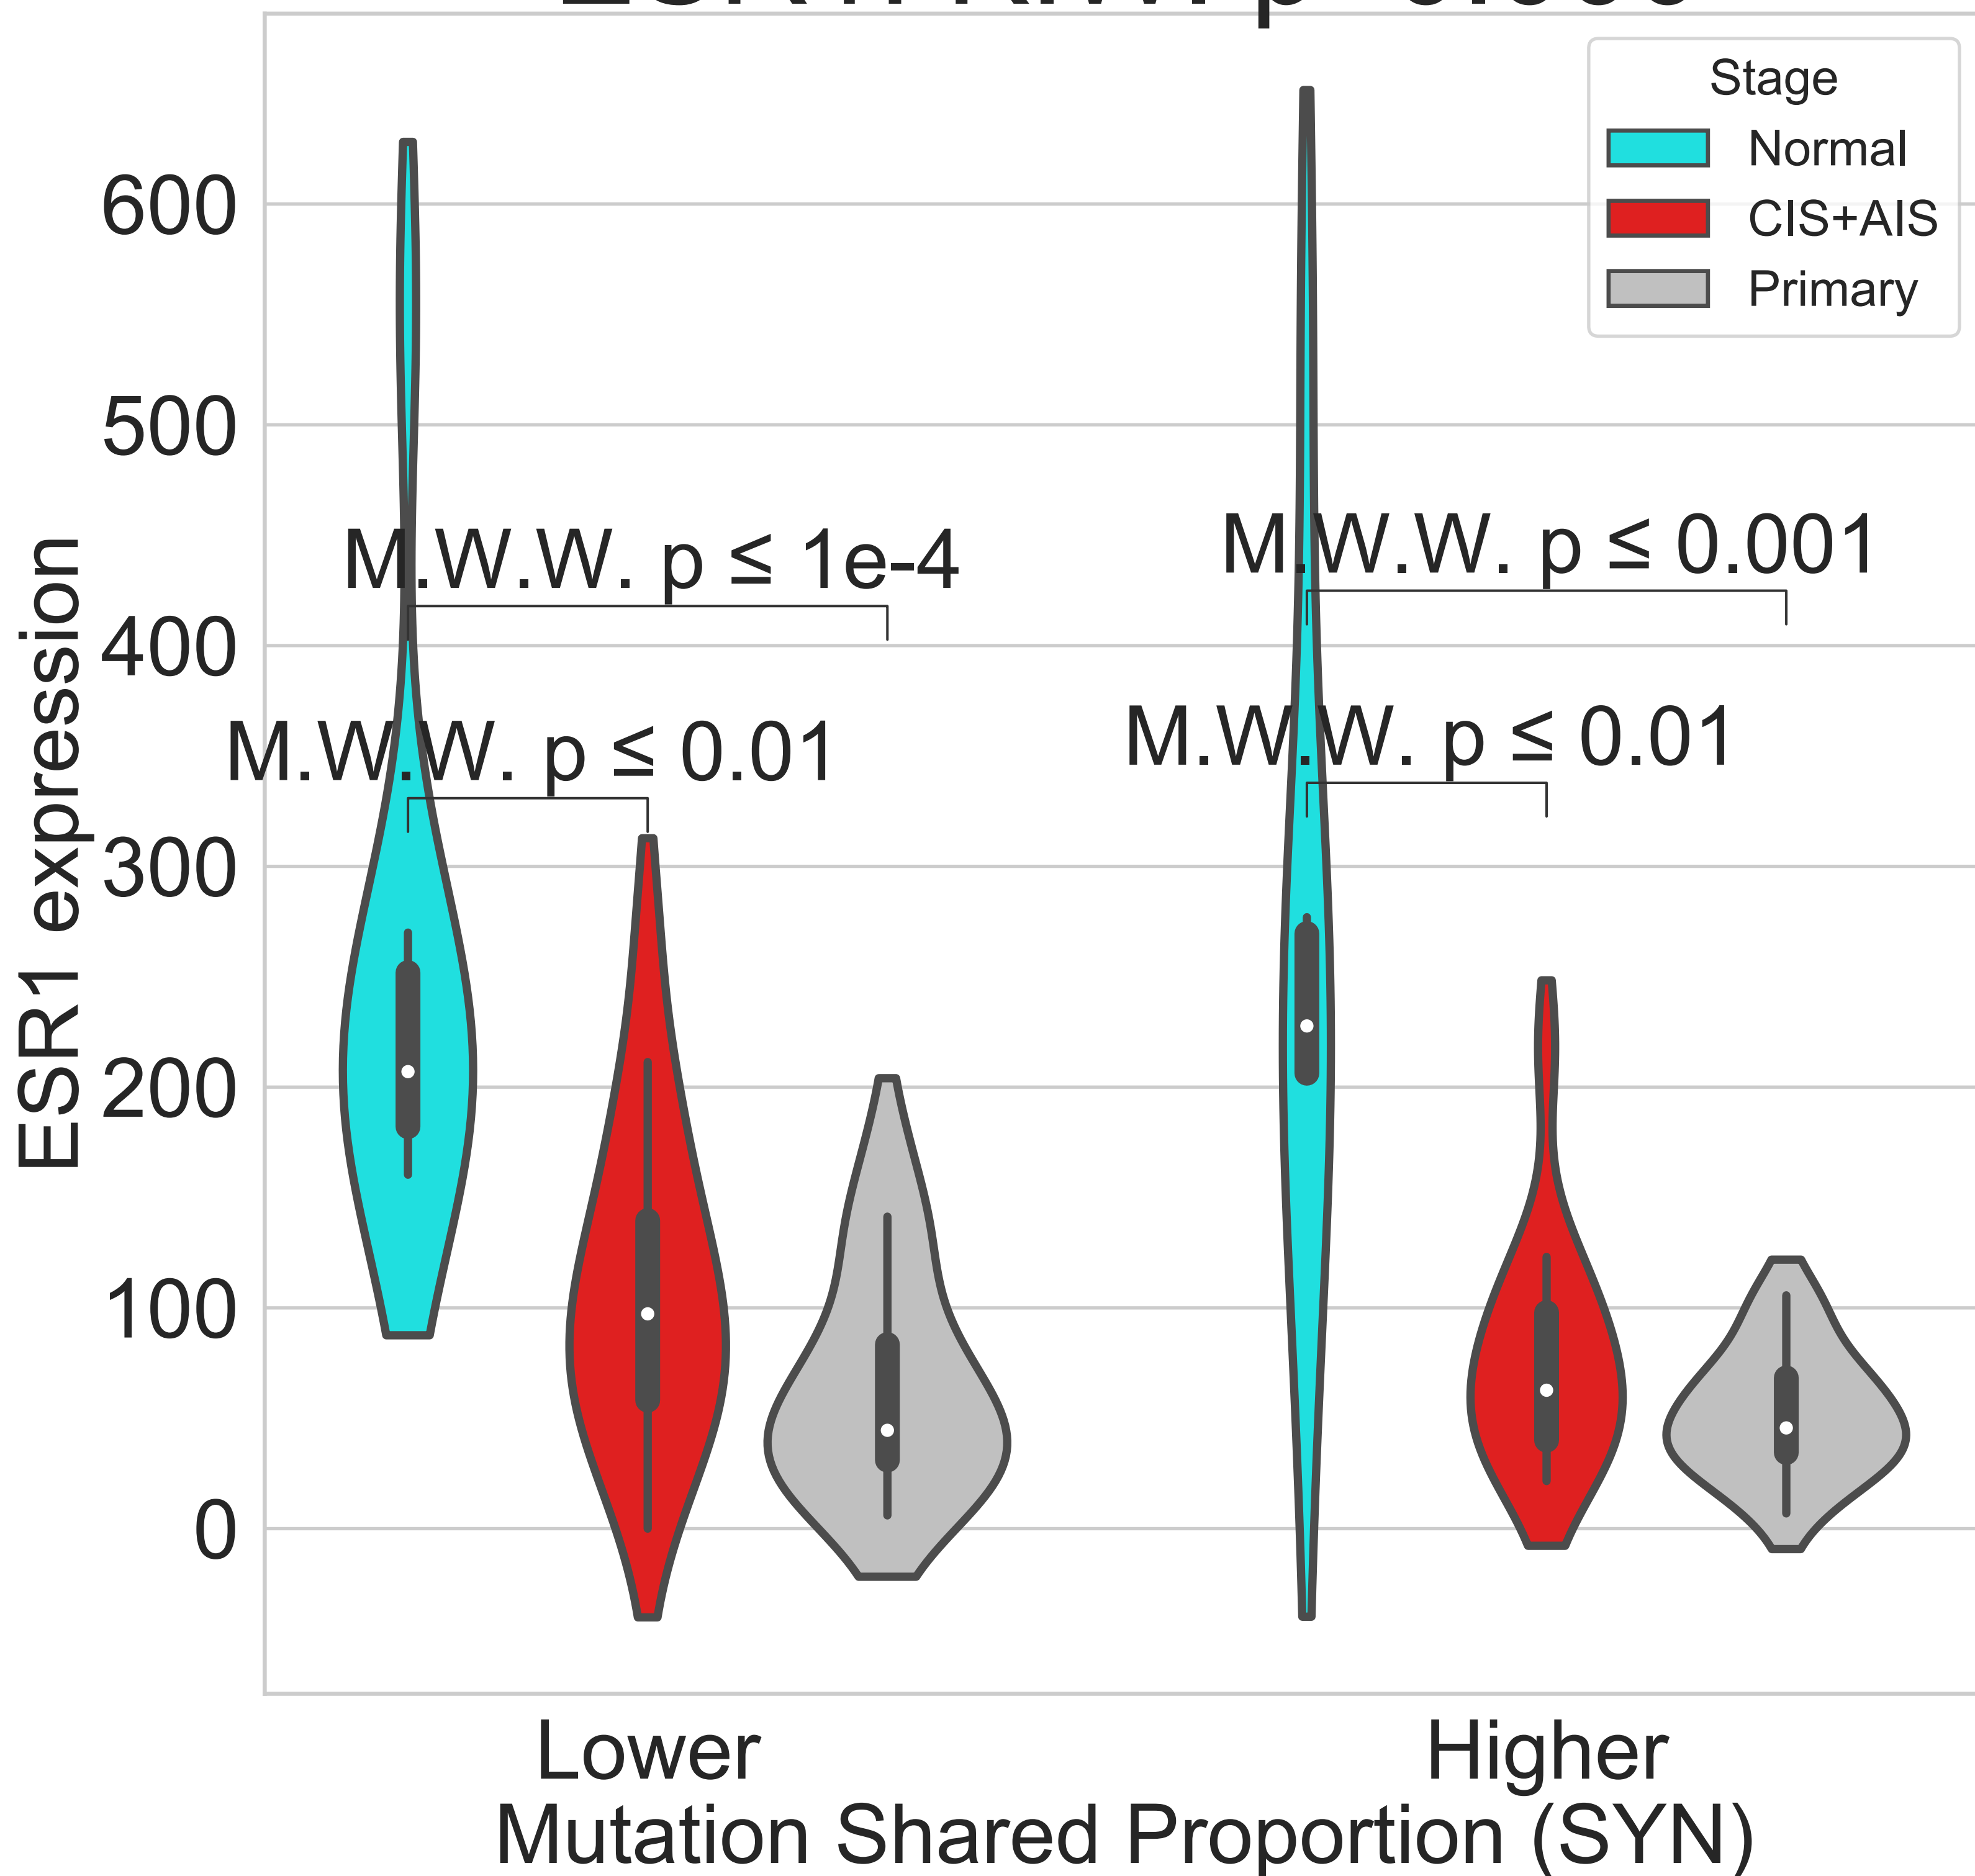 Stage
Normal
CIS+AIS
Primary
600
500
400
300
200
100
0
ESR1 expression
M.W.W. p ≤ 1e-4
M.W.W. p ≤ 0.001
M.W.W. p ≤ 0.01
M.W.W. p ≤ 0.01
Lower
Higher
Mutation Shared Proportion (SYN)